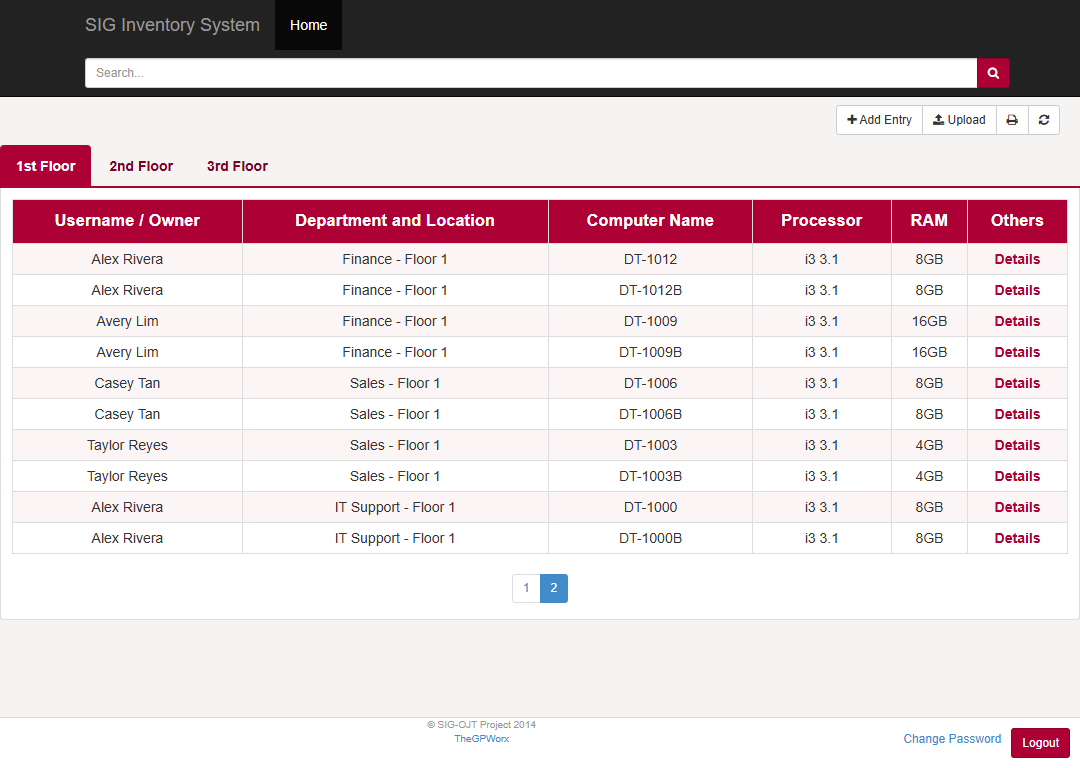 SIG Inventory System Home
Search...
Add Entry Upload
1st Floor 2nd Floor 3rd Floor
Username / Owner Department and Location Computer Name Processor RAM Others
Alex Rivera Finance - Floor 1 DT-1012 i3 3.1 8GB Details
Alex Rivera Finance - Floor 1 DT-1012B i3 3.1 8GB Details
Avery Lim Finance - Floor 1 DT-1009 i3 3.1 16GB Details
Avery Lim Finance - Floor 1 DT-1009B i3 3.1 16GB Details
Casey Tan Sales - Floor 1 DT-1006 i3 3.1 8GB Details
Casey Tan Sales - Floor 1 DT-1006B i3 3.1 8GB Details
Taylor Reyes Sales - Floor 1 DT-1003 i3 3.1 4GB Details
Taylor Reyes Sales - Floor 1 DT-1003B i3 3.1 4GB Details
Alex Rivera IT Support - Floor 1 DT-1000 i3 3.1 8GB Details
Alex Rivera IT Support - Floor 1 DT-1000B i3 3.1 8GB Details
1 2
© SIG-OJT Project 2014
TheGPWorx
Change Password Logout